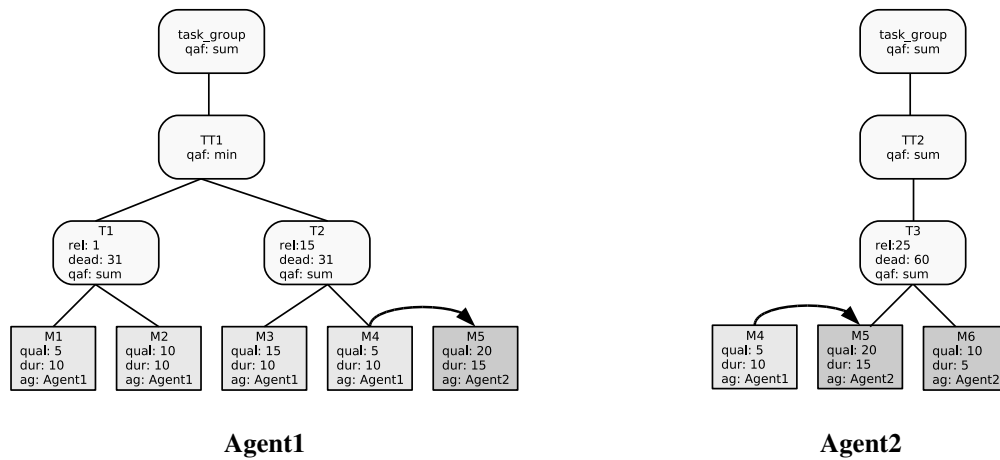 task_group
qaf: sum
TT1
qaf: min
T1
rel: 1
dead: 31
qaf: sum
T2
rel:15
dead: 31
qaf: sum
M1
qual: 5
dur: 10
ag: Agent1
M2
qual: 10
dur: 10
ag: Agent1
M3
qual: 15
dur: 10
ag: Agent1
M4
qual: 5
dur: 10
ag: Agent1
M5
qual: 20
dur: 15
ag: Agent2
Agent1
task_group
qaf: sum
TT2
qaf: sum
T3
rel:25
dead: 60
qaf: sum
M4
qual: 5
dur: 10
ag: Agent1
M5
qual: 20
dur: 15
ag: Agent2
M6
qual: 10
dur: 5
ag: Agent2
Agent2